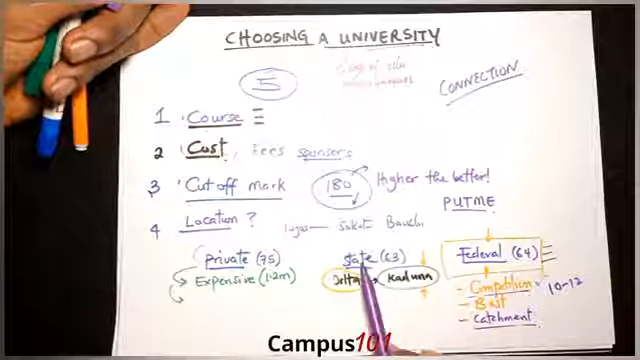 CHOOSING A UNIVERSITY
5
CONNECTION
1 Course
2 Cost, Fees sponsors
3 Cut off mark
180
Higher the better!
PUTME
4 Location?
Lagos — Sokoto Bauchi
private (75)
Expensive (1.2m)
state (63)
Delta
Kaduna
Federal (64)
- Competition - 10-12
- Best
- Catchment
Campus101